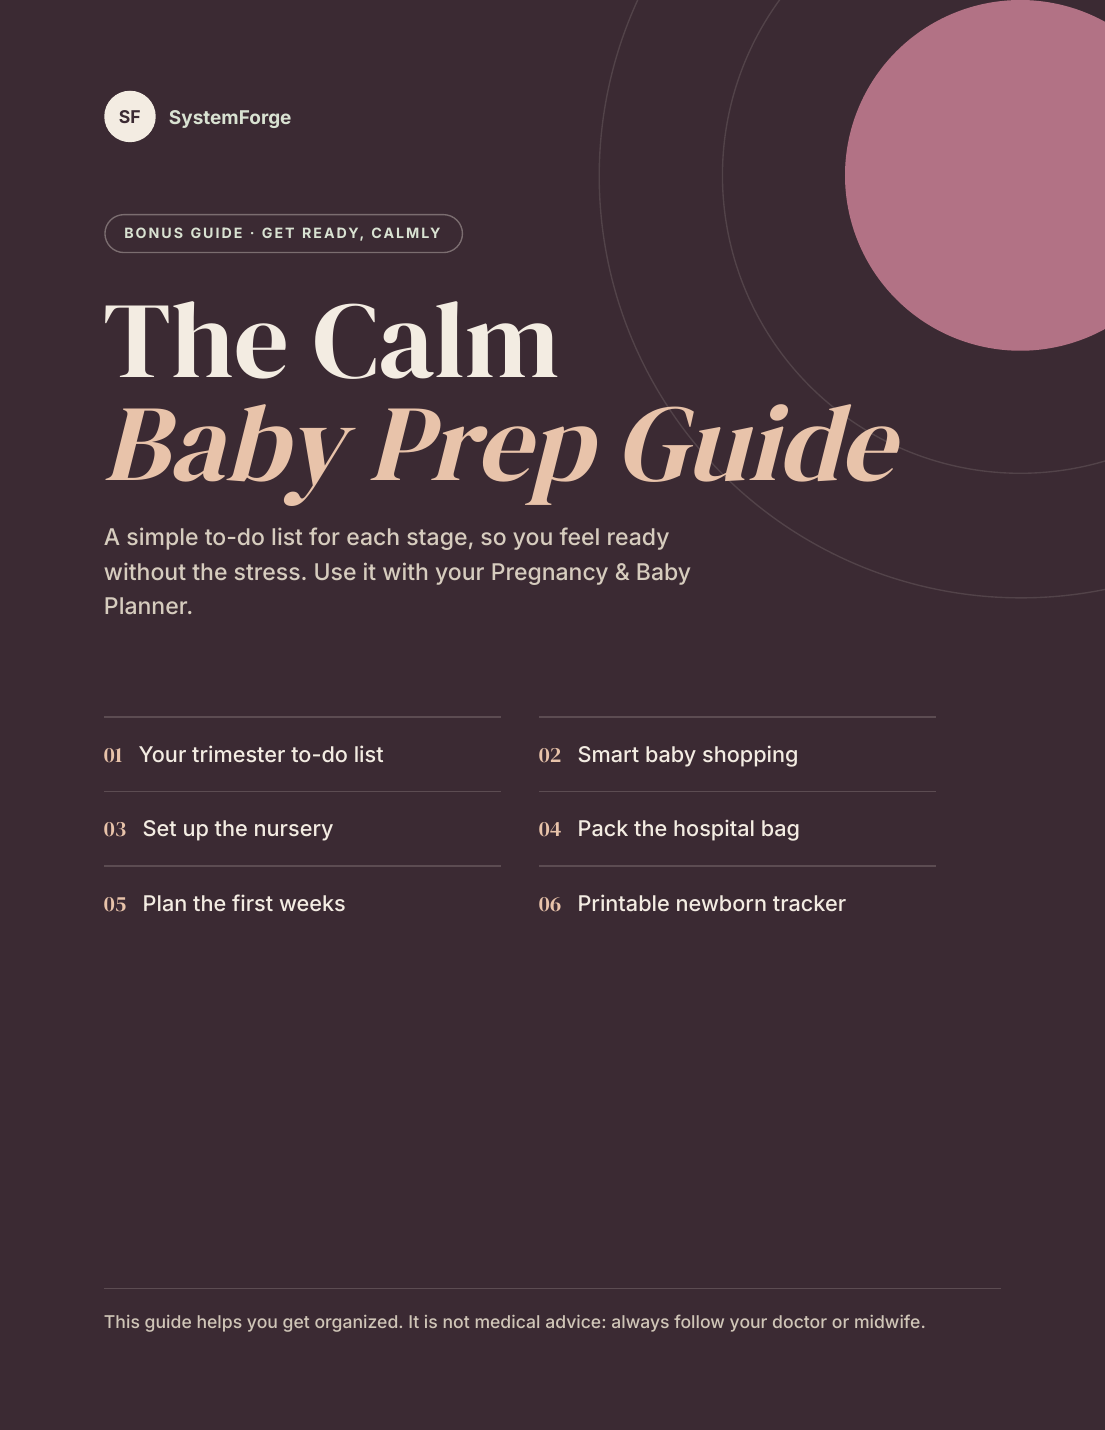 SF SystemForge
BONUS GUIDE · GET READY, CALMLY
The Calm
Baby Prep Guide
A simple to-do list for each stage, so you feel ready
without the stress. Use it with your Pregnancy & Baby
Planner.
01 Your trimester to-do list
02 Smart baby shopping
03 Set up the nursery
04 Pack the hospital bag
05 Plan the first weeks
06 Printable newborn tracker
This guide helps you get organized. It is not medical advice: always follow your doctor or midwife.